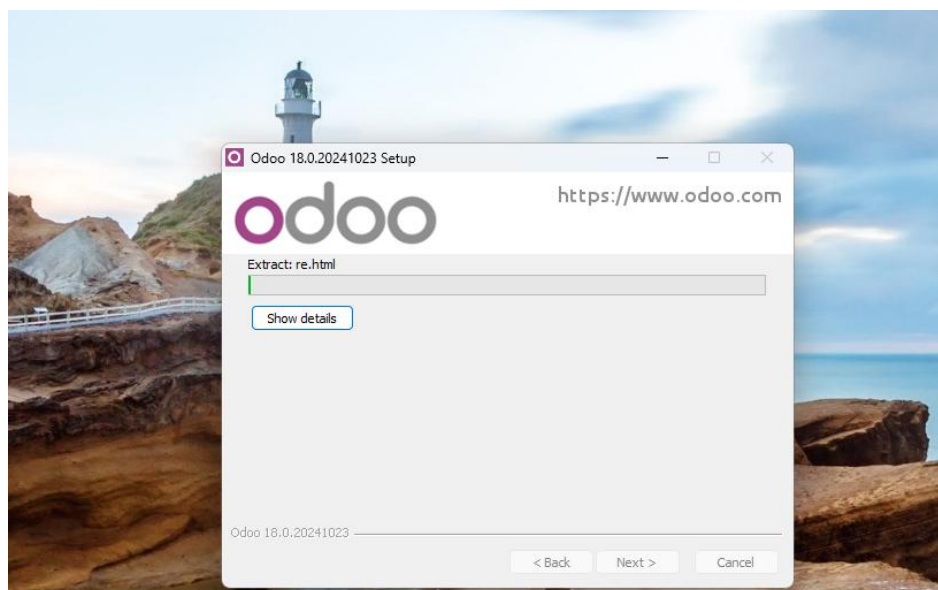 Odoo 18.0.20241023 Setup
odoo
https://www.odoo.com
Extract: re.html
Show details
Odoo 18.0.20241023
< Back Next > Cancel